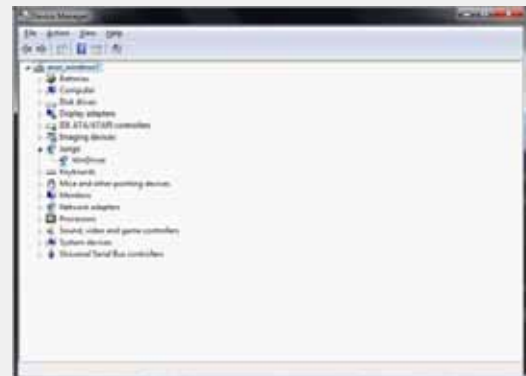 Device Manager
File Action View Help
Batteries
Computer
Disk drives
Display adapters
IDE ATA/ATAPI controllers
Imaging devices
Jungo
WinDriver
Keyboards
Mice and other pointing devices
Monitors
Network adapters
Processors
Sound, video and game controllers
System devices
Universal Serial Bus controllers